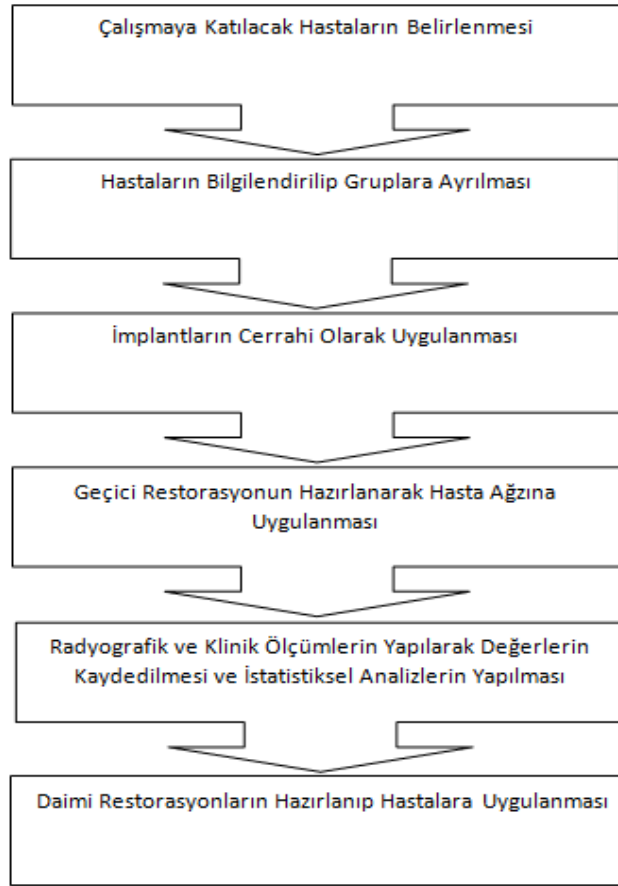 Çalışmaya Katılacak Hastaların Belirlenmesi
Hastaların Bilgilendirilip Gruplara Ayrılması
İmplantların Cerrahi Olarak Uygulanması
Geçici Restorasyonun Hazırlanarak Hasta Ağzına
Uygulanması
Radyografik ve Klinik Ölçümlerin Yapılarak Değerlerin
Kaydedilmesi ve İstatistiksel Analizlerin Yapılması
Daimi Restorasyonların Hazırlanıp Hastalara Uygulanması